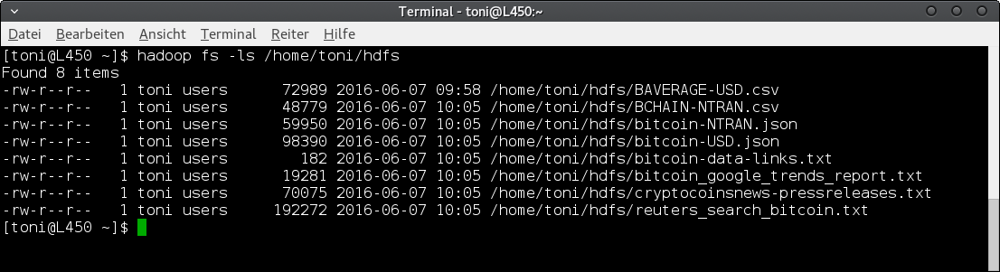 Terminal - toni@L450:~
Datei Bearbeiten Ansicht Terminal Reiter Hilfe
[toni@L450 ~]$ hadoop fs -ls /home/toni/hdfs
Found 8 items
-rw-r--r--   1 toni users      72989 2016-06-07 09:58 /home/toni/hdfs/BAVERAGE-USD.csv
-rw-r--r--   1 toni users      48779 2016-06-07 10:05 /home/toni/hdfs/BCHAIN-NTRAN.csv
-rw-r--r--   1 toni users      59950 2016-06-07 10:05 /home/toni/hdfs/bitcoin-NTRAN.json
-rw-r--r--   1 toni users      98390 2016-06-07 10:05 /home/toni/hdfs/bitcoin-USD.json
-rw-r--r--   1 toni users        182 2016-06-07 10:05 /home/toni/hdfs/bitcoin-data-links.txt
-rw-r--r--   1 toni users      19281 2016-06-07 10:05 /home/toni/hdfs/bitcoin_google_trends_report.txt
-rw-r--r--   1 toni users      70075 2016-06-07 10:05 /home/toni/hdfs/cryptocoinsnews-pressreleases.txt
-rw-r--r--   1 toni users     192272 2016-06-07 10:05 /home/toni/hdfs/reuters_search_bitcoin.txt
[toni@L450 ~]$